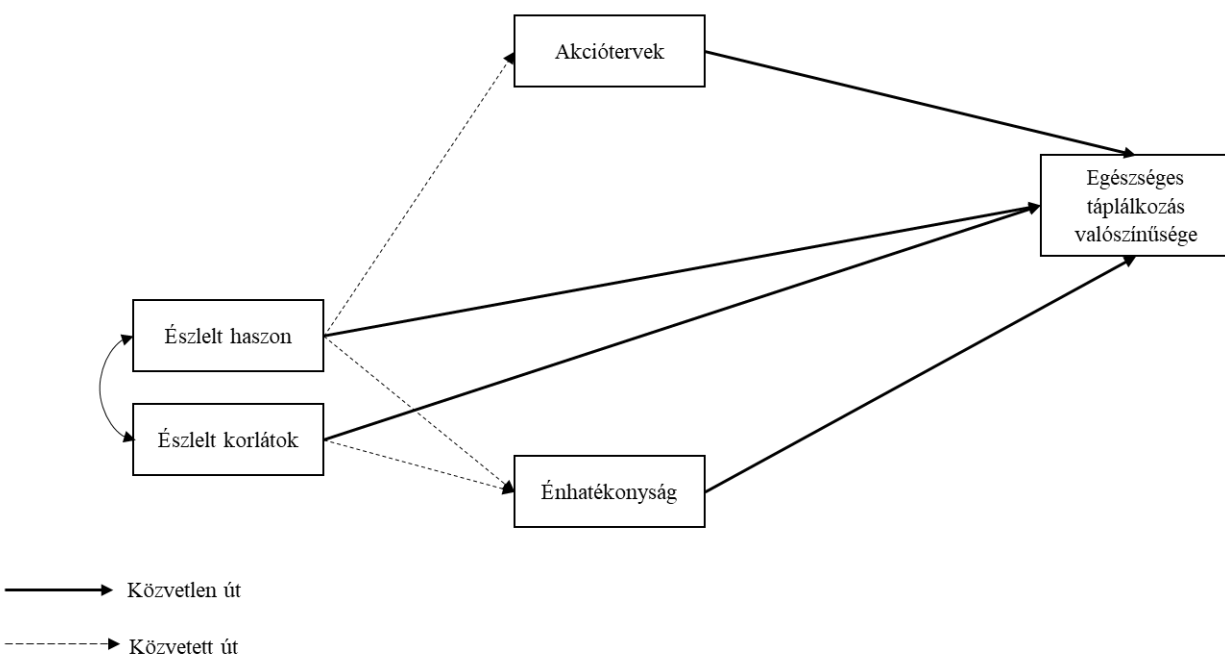 Akciótervek
Egészséges
táplálkozás
valószínűsége
Észlelt haszon
Észlelt korlátok
Énhatékonyság
Közvetlen út
Közvetett út